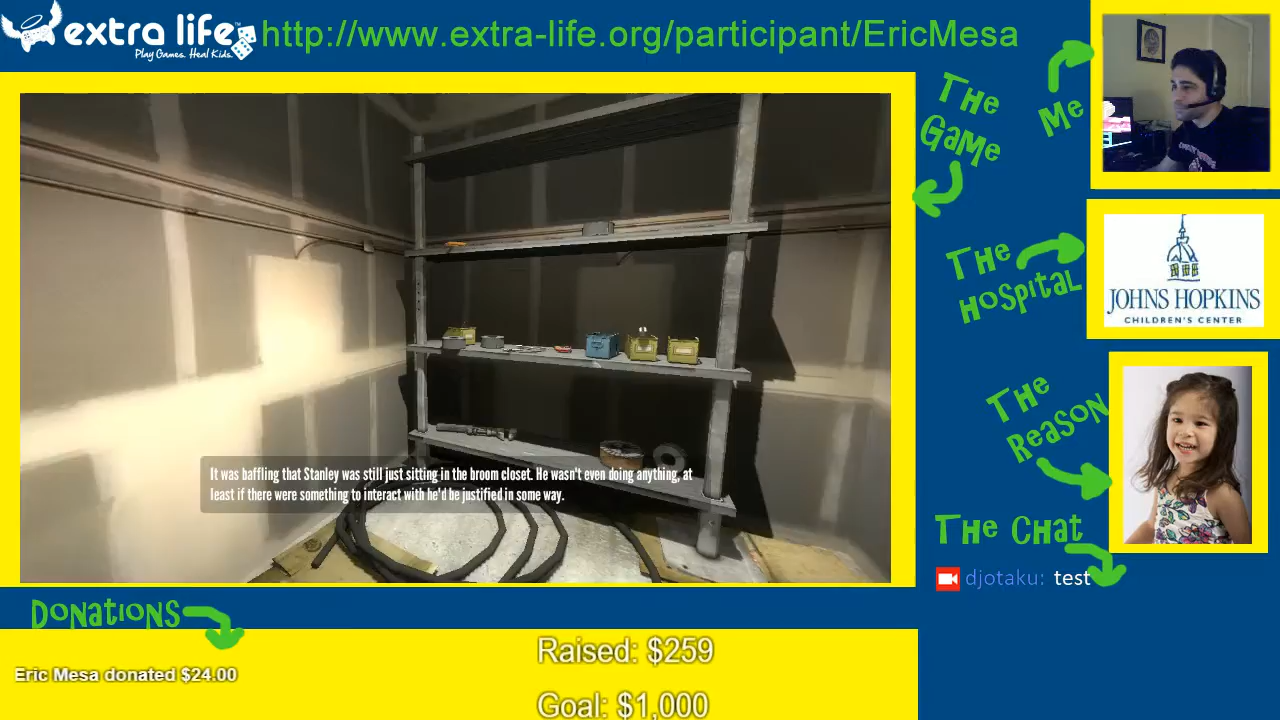 extra life
Play Games. Heal Kids.
http://www.extra-life.org/participant/EricMesa
The
Game
Me
The
Hospital
JOHNS HOPKINS
CHILDREN'S CENTER
The
Reason
It was baffling that Stanley was still just sitting in the broom closet. He wasn't even doing anything, at
least if there were something to interact with he'd be justified in some way.
The Chat
djotaku: test
Donations
Eric Mesa donated $24.00
Raised: $259
Goal: $1,000